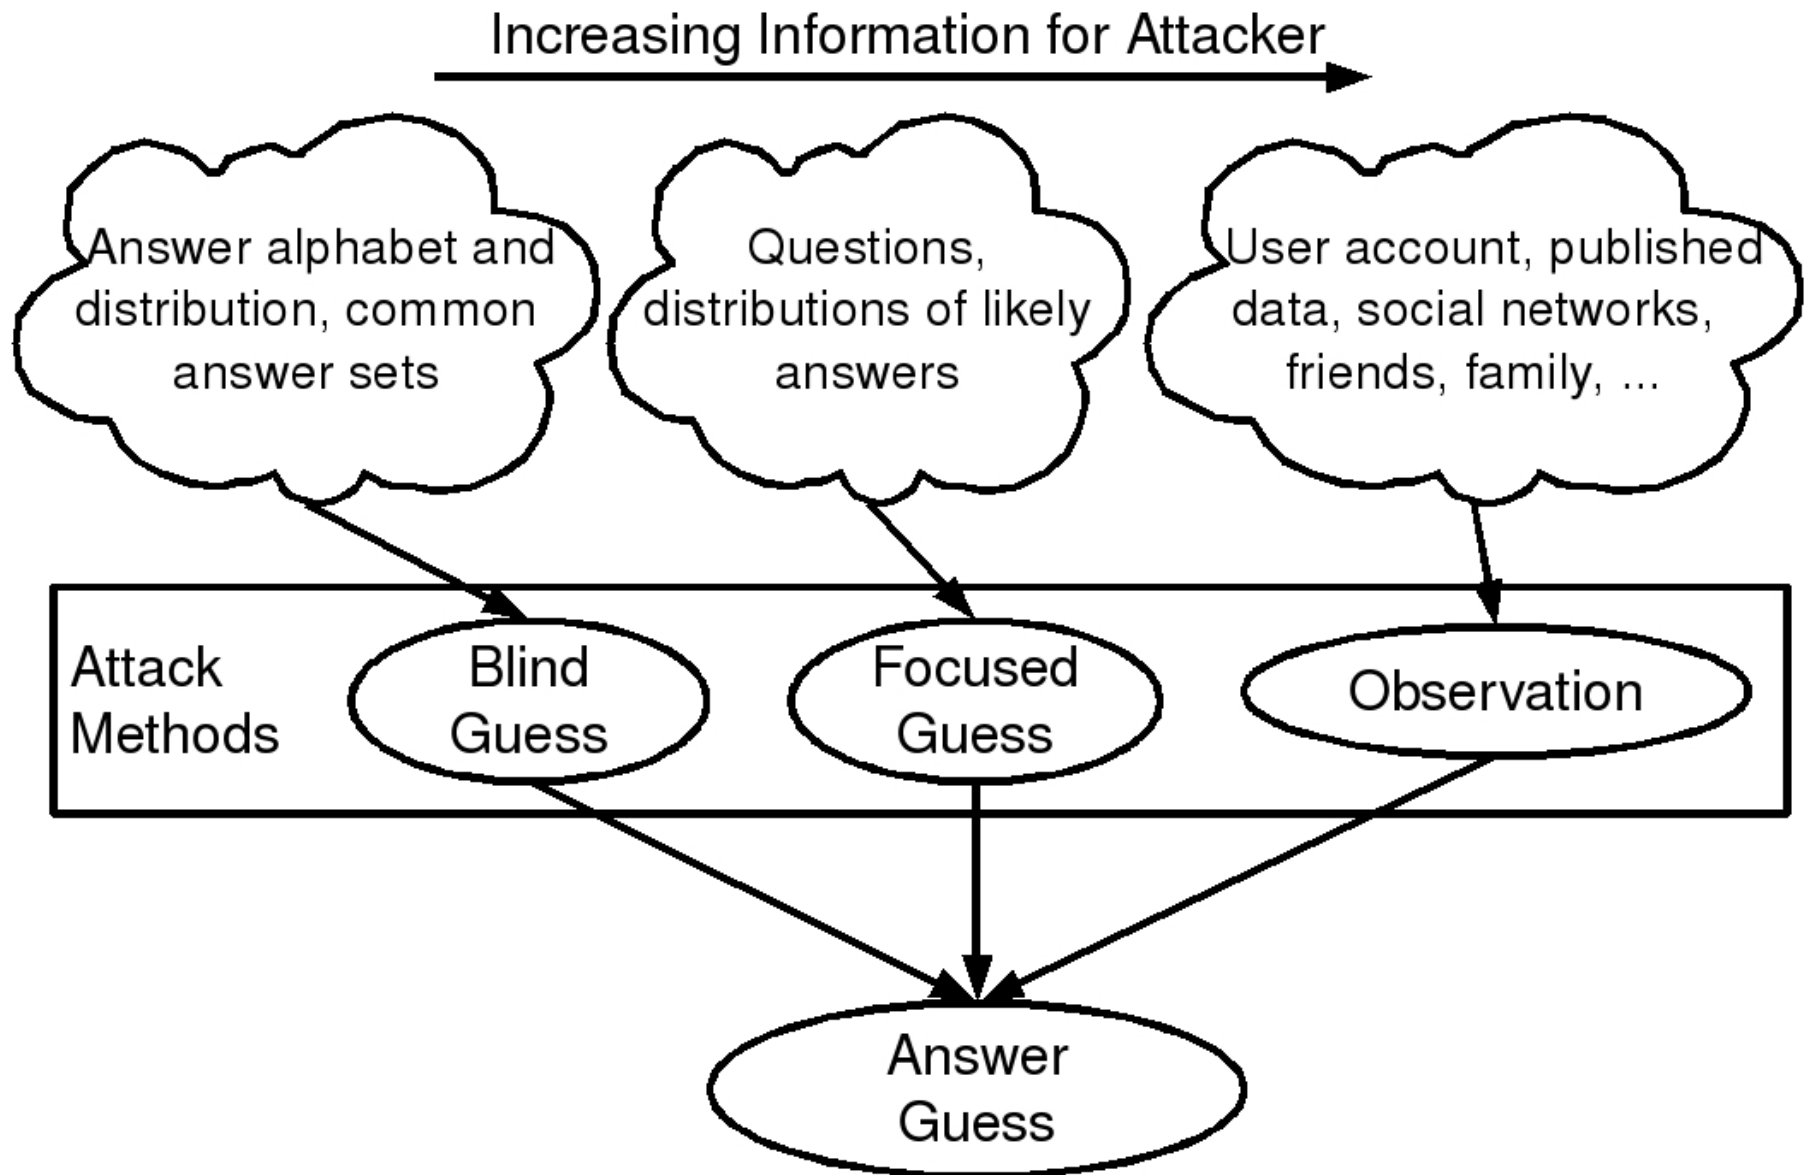 Increasing Information for Attacker
Answer alphabet and
distribution, common
answer sets
Questions,
distributions of likely
answers
User account, published
data, social networks,
friends, family, ...
Attack
Methods
Blind
Guess
Focused
Guess
Observation
Answer
Guess